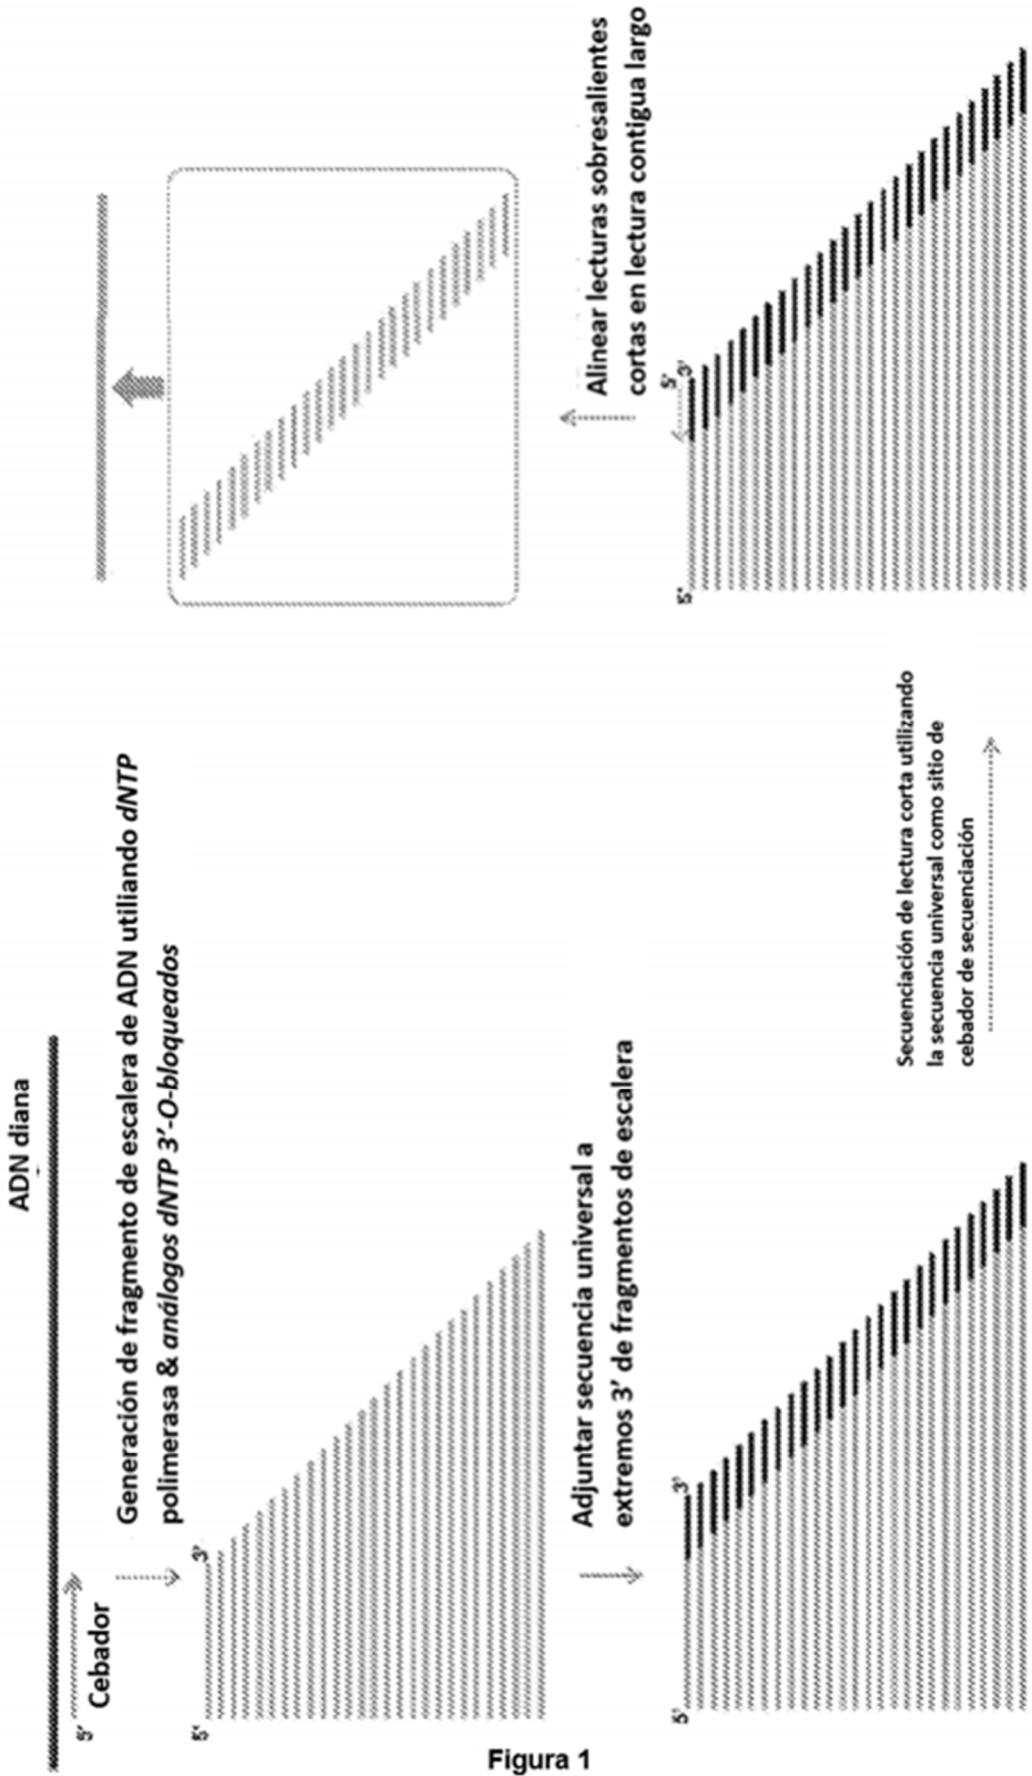 ADN diana
5'
Cebador
Generación de fragmento de escalera de ADN utiliando dNTP
polimerasa & análogos dNTP 3'-O-bloqueados
5'
3'
Adjuntar secuencia universal a
extremos 3' de fragmentos de escalera
5'
3'
Secuenciación de lectura corta utilizando
la secuencia universal como sitio de
cebador de secuenciación
5'
5'
3'
Alinear lecturas sobresalientes
cortas en lectura contigua largo
Figura 1